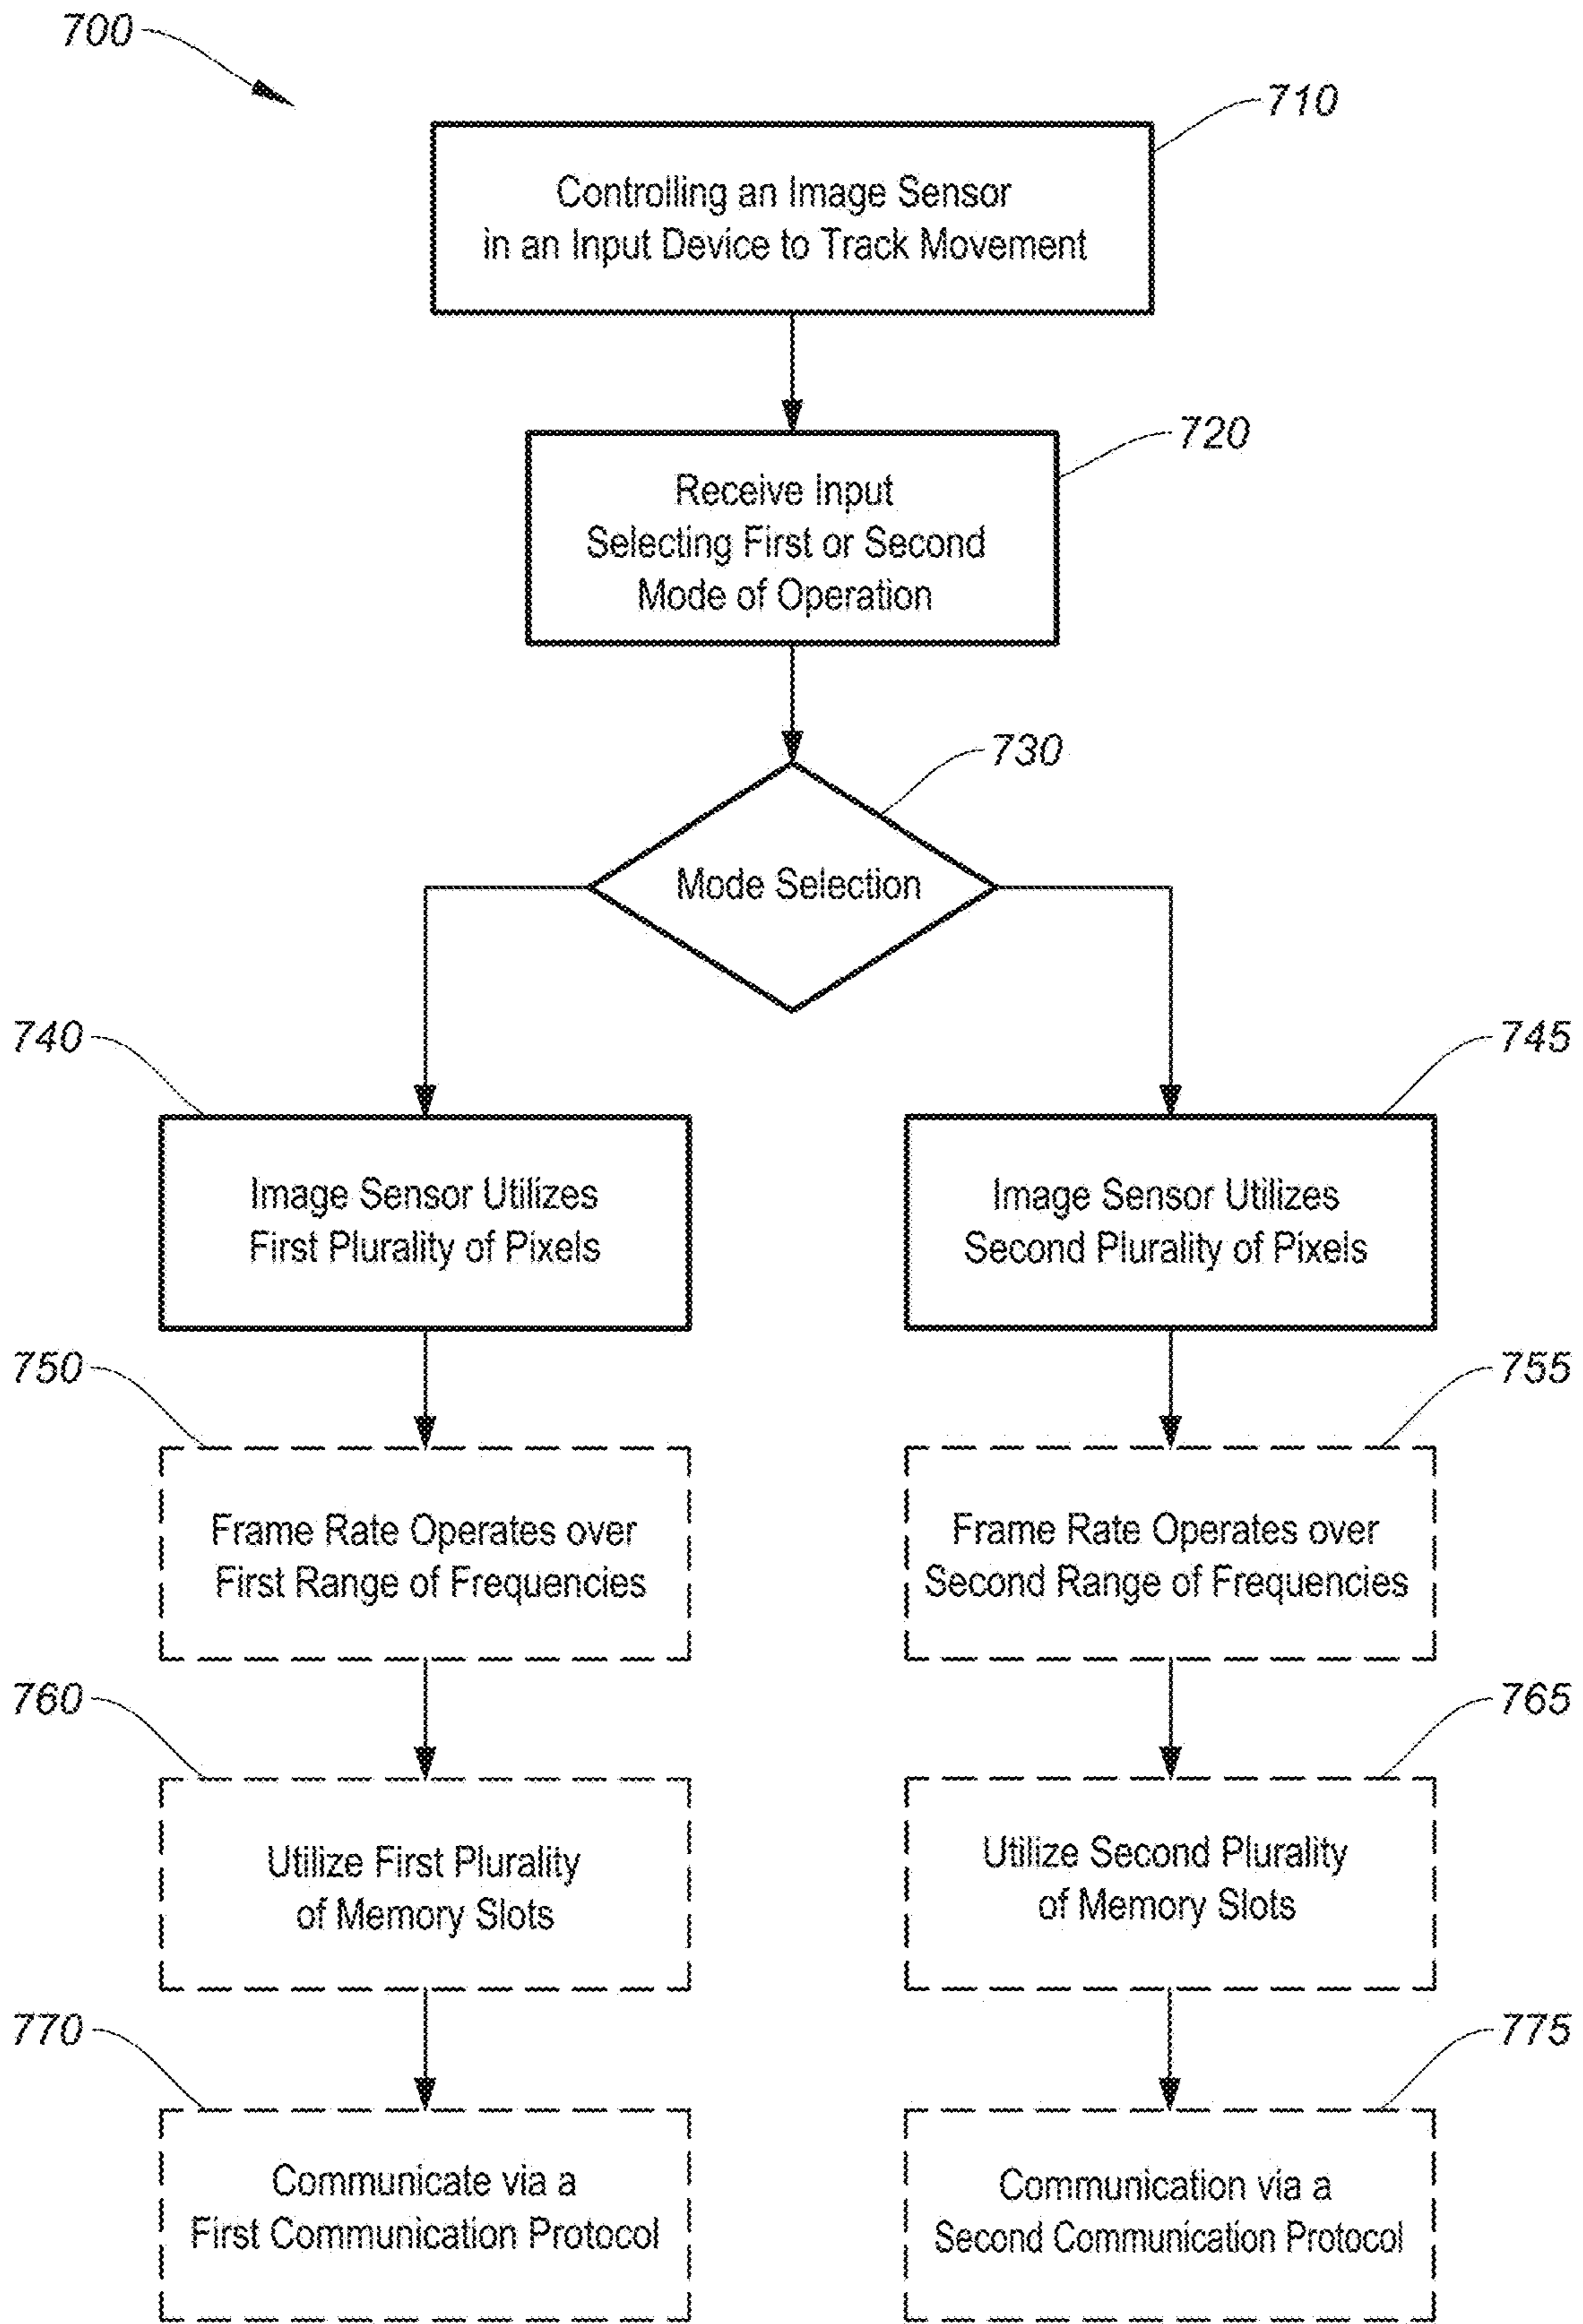 700
710
Controlling an Image Sensor
in an Input Device to Track Movement
720
Receive Input
Selecting First or Second
Mode of Operation
730
Mode Selection
740
Image Sensor Utilizes
First Plurality of Pixels
745
Image Sensor Utilizes
Second Plurality of Pixels
750
Frame Rate Operates over
First Range of Frequencies
755
Frame Rate Operates over
Second Range of Frequencies
760
Utilize First Plurality
of Memory Slots
765
Utilize Second Plurality
of Memory Slots
770
Communicate via a
First Communication Protocol
775
Communication via a
Second Communication Protocol